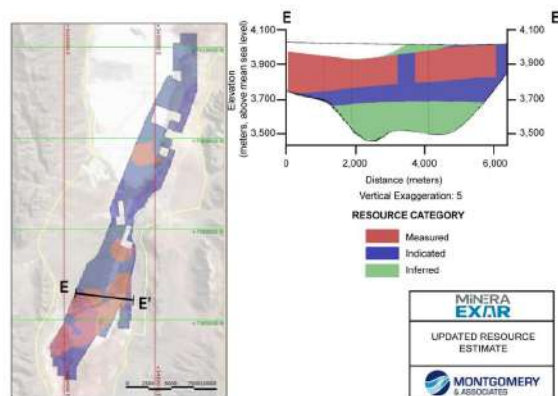 E
E'
E
E
4,100
3,900
3,700
3,500
4,100
3,900
3,700
3,500
Elevation
(meters, above mean sea level)
0
2,000
4,000
6,000
Distance (meters)
Vertical Exaggeration: 5
RESOURCE CATEGORY
Measured
Indicated
Inferred
MINERA
EXAR
UPDATED RESOURCE
ESTIMATE
MONTGOMERY
& ASSOCIATES